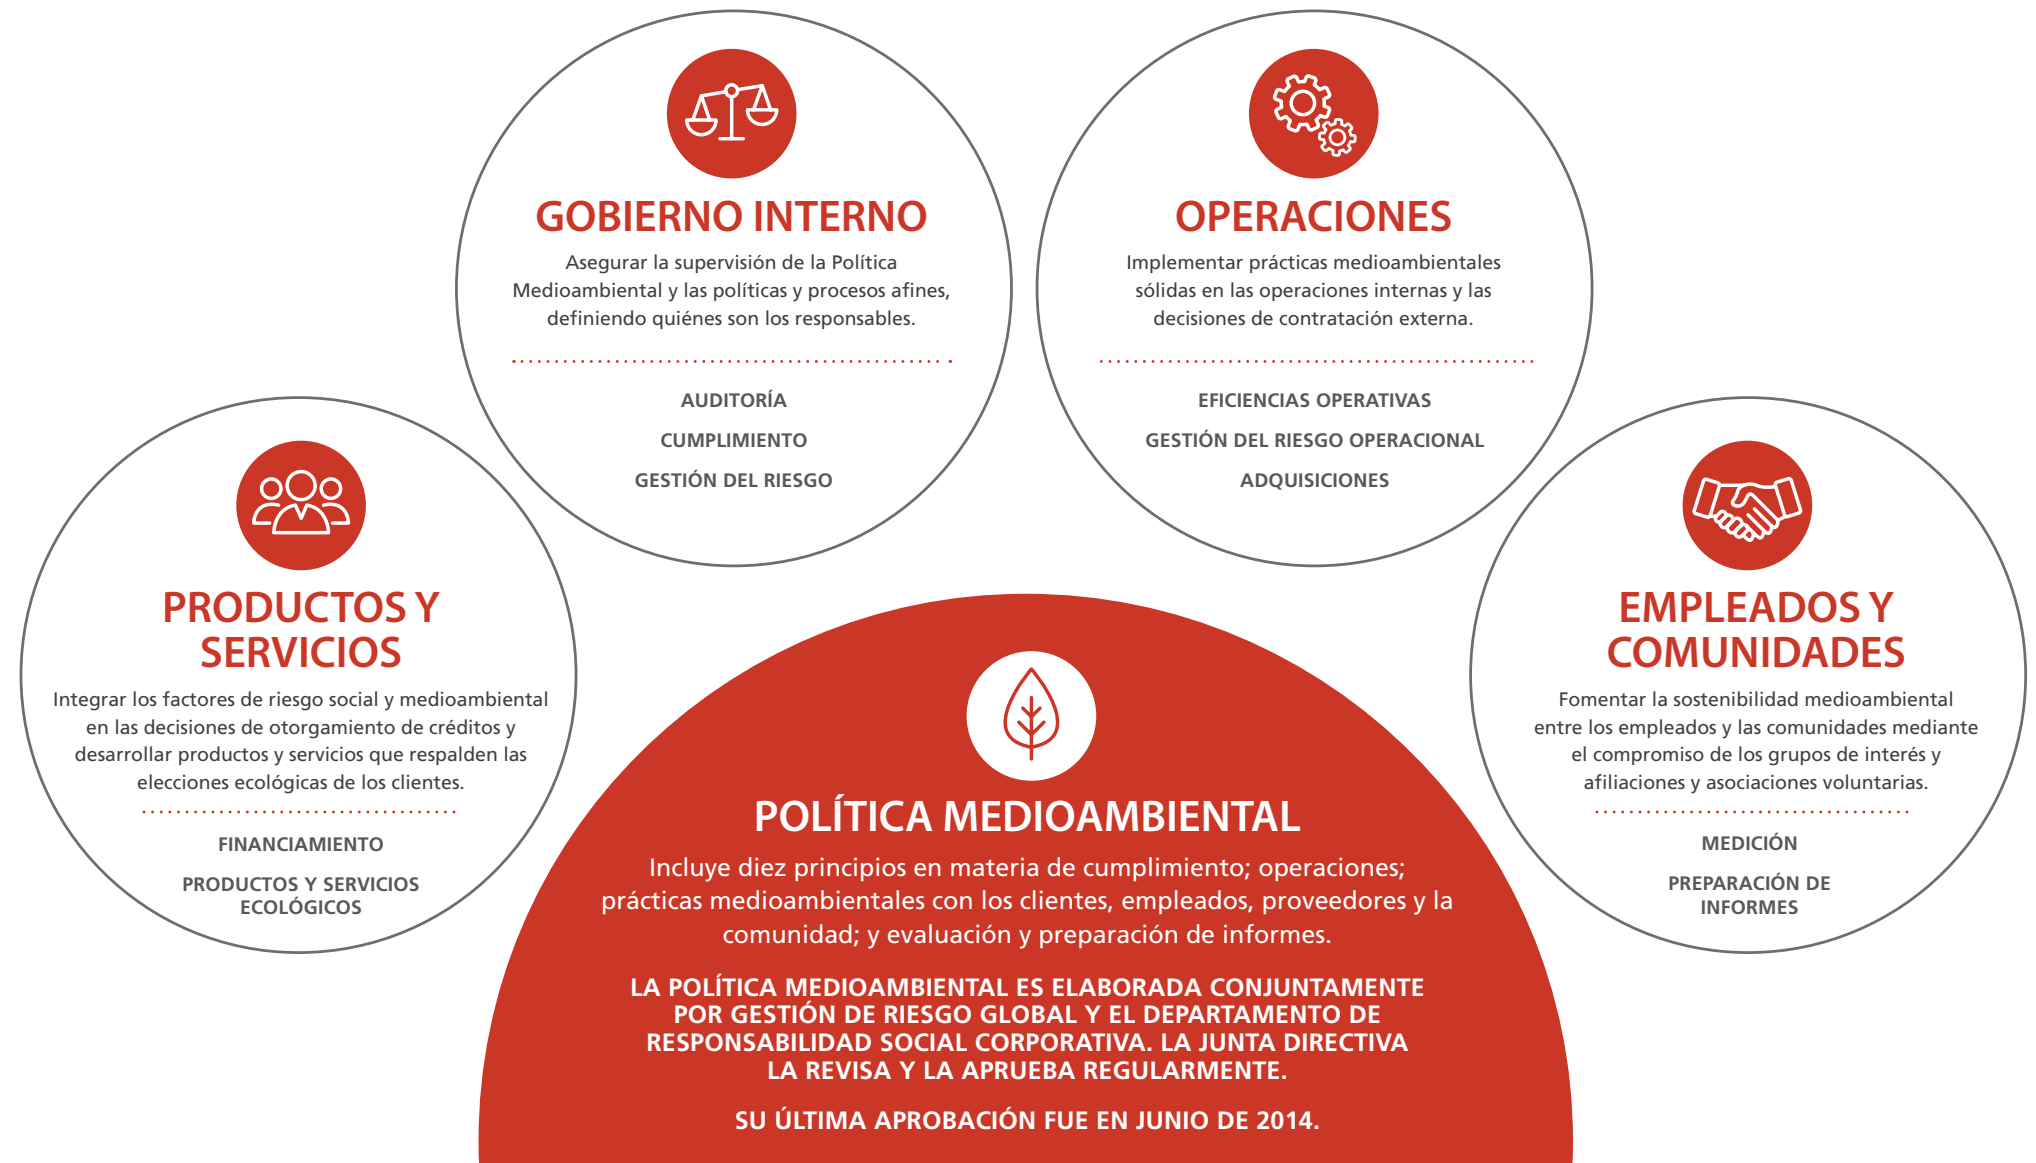 GOBIERNO INTERNO
Asegurar la supervisión de la Política
Medioambiental y las políticas y procesos afines,
definiendo quiénes son los responsables.
AUDITORÍA
CUMPLIMIENTO
GESTIÓN DEL RIESGO
OPERACIONES
Implementar prácticas medioambientales
sólidas en las operaciones internas y las
decisiones de contratación externa.
EFICIENCIAS OPERATIVAS
GESTIÓN DEL RIESGO OPERACIONAL
ADQUISICIONES
PRODUCTOS Y
SERVICIOS
Integrar los factores de riesgo social y medioambiental
en las decisiones de otorgamiento de créditos y
desarrollar productos y servicios que respalden las
elecciones ecológicas de los clientes.
FINANCIAMIENTO
PRODUCTOS Y SERVICIOS
ECOLÓGICOS
EMPLEADOS Y
COMUNIDADES
Fomentar la sostenibilidad medioambiental
entre los empleados y las comunidades mediante
el compromiso de los grupos de interés y
afiliaciones y asociaciones voluntarias.
MEDICIÓN
PREPARACIÓN DE
INFORMES
POLÍTICA MEDIOAMBIENTAL
Incluye diez principios en materia de cumplimiento; operaciones;
prácticas medioambientales con los clientes, empleados, proveedores y la
comunidad; y evaluación y preparación de informes.
LA POLÍTICA MEDIOAMBIENTAL ES ELABORADA CONJUNTAMENTE
POR GESTIÓN DE RIESGO GLOBAL Y EL DEPARTAMENTO DE
RESPONSABILIDAD SOCIAL CORPORATIVA. LA JUNTA DIRECTIVA
LA REVISA Y LA APRUEBA REGULARMENTE.
SU ÚLTIMA APROBACIÓN FUE EN JUNIO DE 2014.